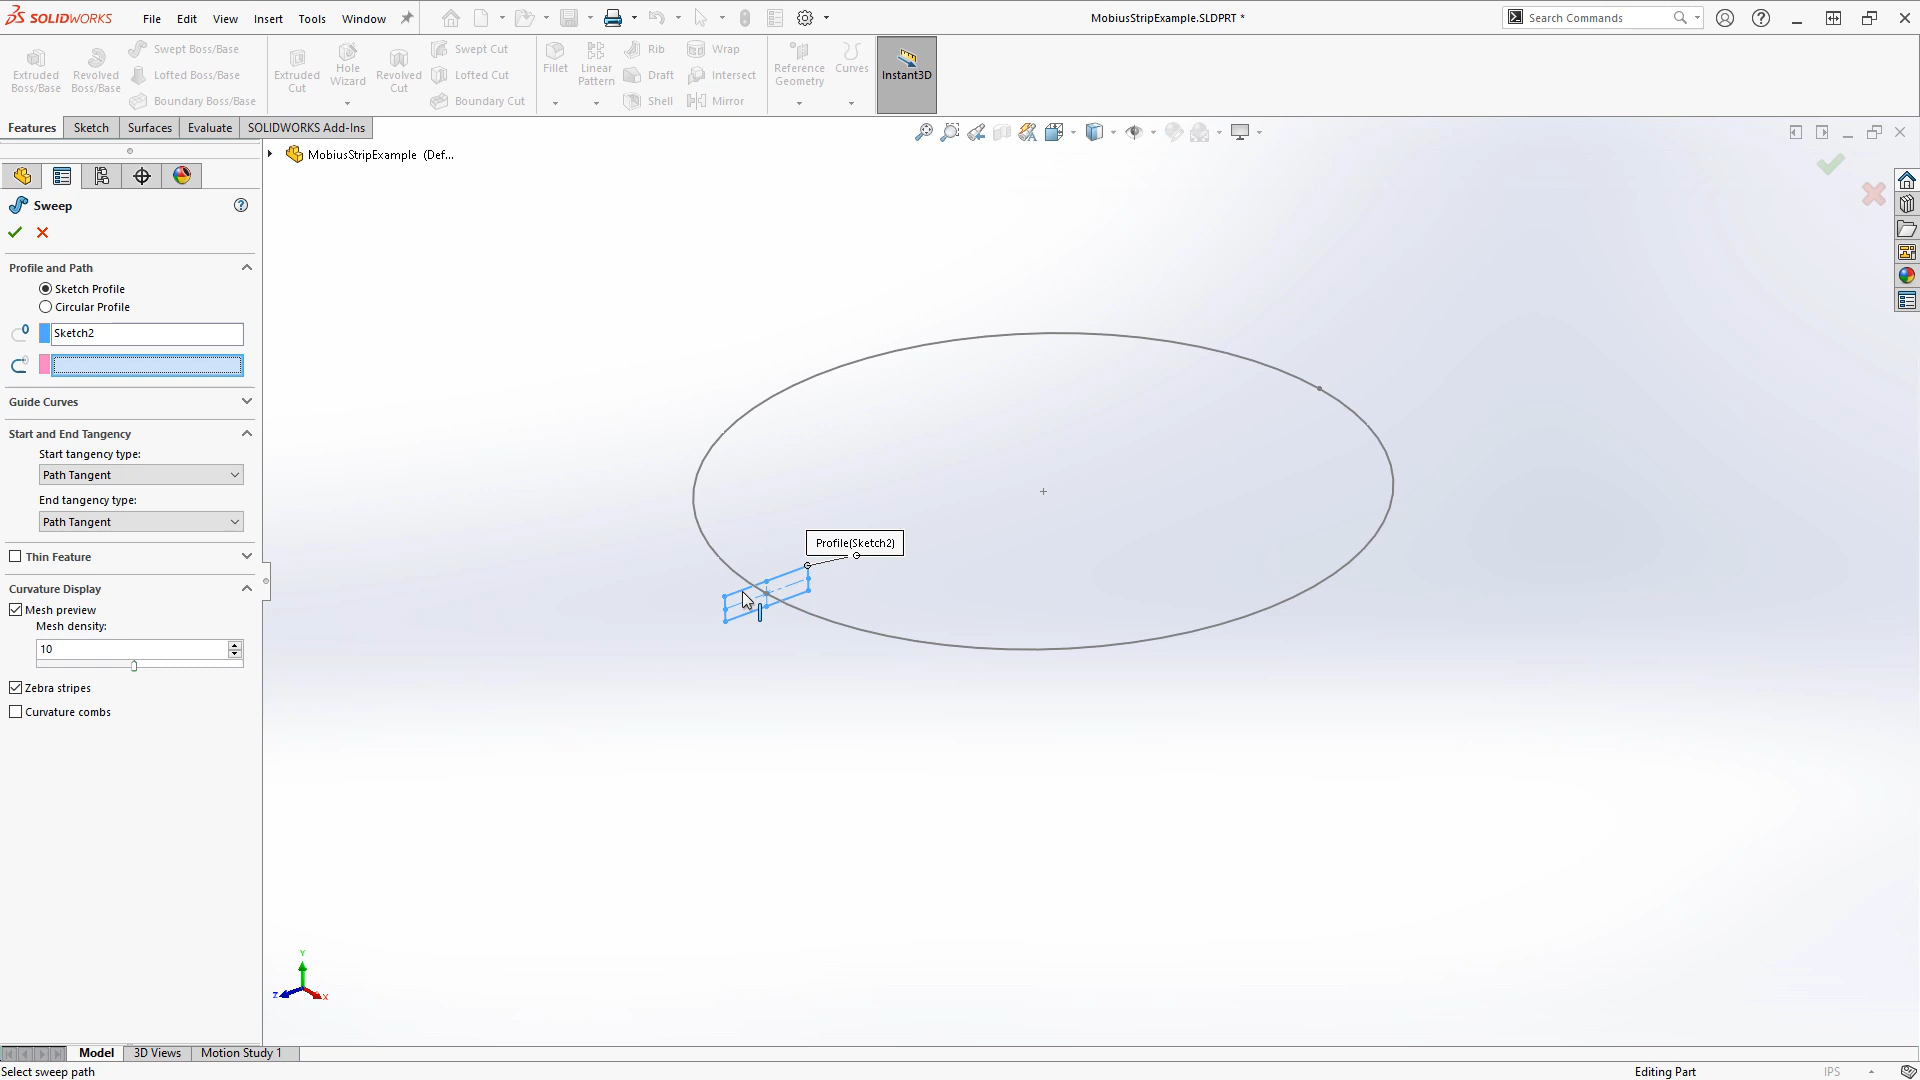 SOLIDWORKS File Edit View Insert Tools Window MobiusStripExample.SLDPRT * Search Commands
Extruded Boss/Base
Revolved Boss/Base
Swept Boss/Base
Lofted Boss/Base
Boundary Boss/Base
Extruded Cut
Hole Wizard
Revolved Cut
Swept Cut
Lofted Cut
Boundary Cut
Fillet
Linear Pattern
Rib
Draft
Shell
Wrap
Intersect
Mirror
Reference Geometry
Curves
Instant3D
Features Sketch Surfaces Evaluate SOLIDWORKS Add-Ins
MobiusStripExample (Def...
Sweep
Profile and Path
Sketch Profile
Circular Profile
Sketch2
Guide Curves
Start and End Tangency
Start tangency type:
Path Tangent
End tangency type:
Path Tangent
Thin Feature
Curvature Display
Mesh preview
Mesh density:
10
Zebra stripes
Curvature combs
Profile(Sketch2)
Y
Z
X
Model 3D Views Motion Study 1
Select sweep path Editing Part IPS